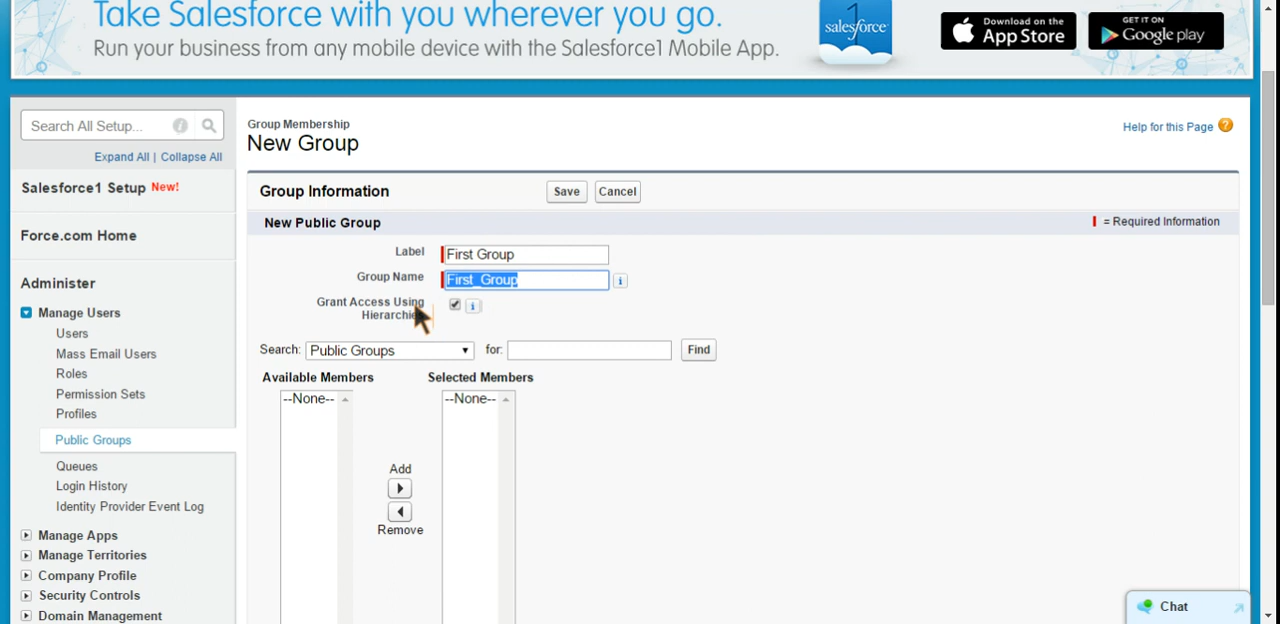 Take Salesforce with you wherever you go.
Run your business from any mobile device with the Salesforce1 Mobile App.
1
salesforce
Download on the
App Store
GET IT ON
Google play
Search All Setup...
Expand All | Collapse All
Salesforce1 Setup New!
Force.com Home
Administer
Manage Users
Users
Mass Email Users
Roles
Permission Sets
Profiles
Public Groups
Queues
Login History
Identity Provider Event Log
Manage Apps
Manage Territories
Company Profile
Security Controls
Domain Management
Group Membership
New Group
Help for this Page
Group Information
Save Cancel
New Public Group
= Required Information
Label First Group
Group Name First_Group
Grant Access Using
Hierarchies
Search: Public Groups for: Find
Available Members Selected Members
--None-- --None--
Add
Remove
Chat